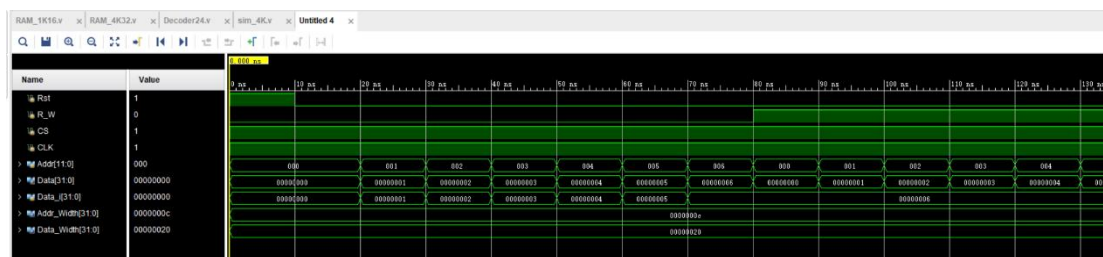 RAM_1K16.v x RAM_4K32.v x Decoder24.v x sim_4K.v x Untitled 4 x
0.000 ns
Name Value
0 ns 10 ns 20 ns 30 ns 40 ns 50 ns 60 ns 70 ns 80 ns 90 ns 100 ns 110 ns 120 ns 130 ns
Rst 1
R_W 0
CS 1
CLK 1
Addr[11:0] 000 000 001 002 003 004 005 006 000 001 002 003 004
Data[31:0] 00000000 00000000 00000001 00000002 00000003 00000004 00000005 00000006 00000000 00000001 00000002 00000003 00000004 00
Data_i[31:0] 00000000 00000000 00000001 00000002 00000003 00000004 00000005 00000006
Addr_Width[31:0] 0000000c 0000000c
Data_Width[31:0] 00000020 00000020